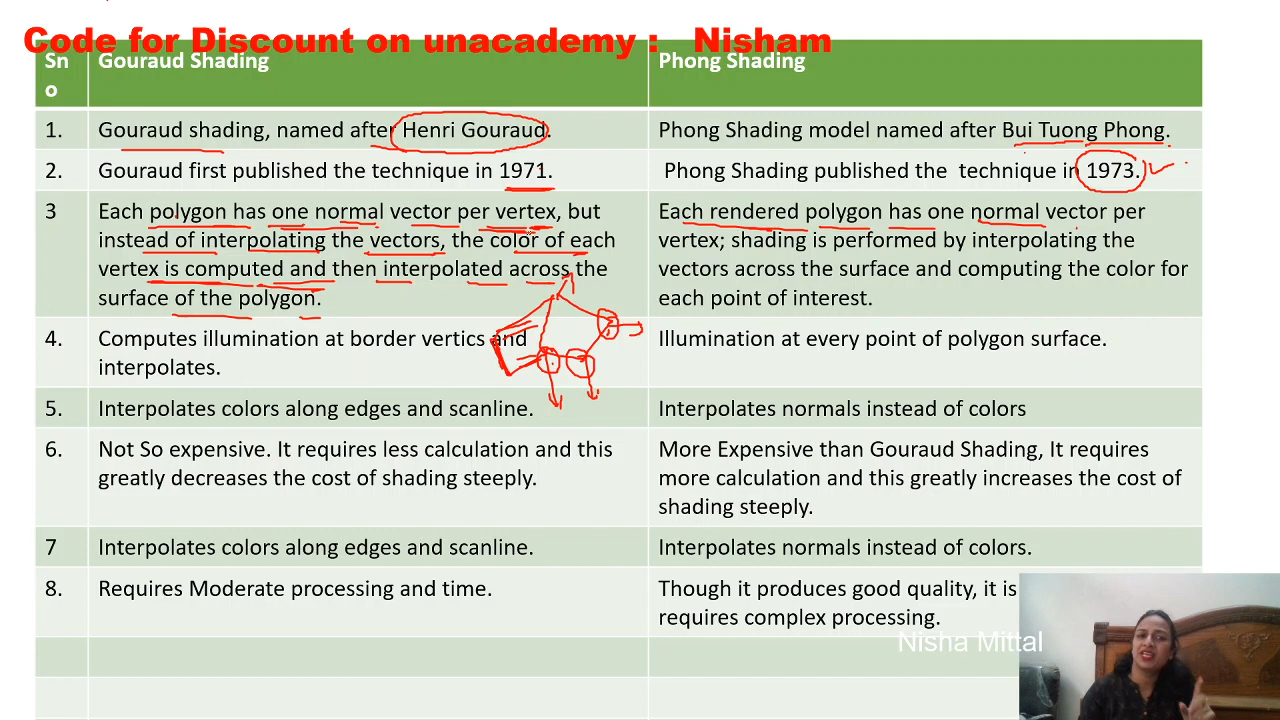 Code for Discount on unacademy : Nisham
Sn
o
Gouraud Shading
Phong Shading
1.
Gouraud shading, named after Henri Gouraud.
Phong Shading model named after Bui Tuong Phong.
2.
Gouraud first published the technique in 1971.
Phong Shading published the technique in 1973.
3
Each polygon has one normal vector per vertex, but
instead of interpolating the vectors, the color of each
vertex is computed and then interpolated across the
surface of the polygon.
Each rendered polygon has one normal vector per
vertex; shading is performed by interpolating the
vectors across the surface and computing the color for
each point of interest.
4.
Computes illumination at border vertics and
interpolates.
Illumination at every point of polygon surface.
5.
Interpolates colors along edges and scanline.
Interpolates normals instead of colors
6.
Not So expensive. It requires less calculation and this
greatly decreases the cost of shading steeply.
More Expensive than Gouraud Shading, It requires
more calculation and this greatly increases the cost of
shading steeply.
7
Interpolates colors along edges and scanline.
Interpolates normals instead of colors.
8.
Requires Moderate processing and time.
Though it produces good quality, it is
requires complex processing.
Nisha Mittal